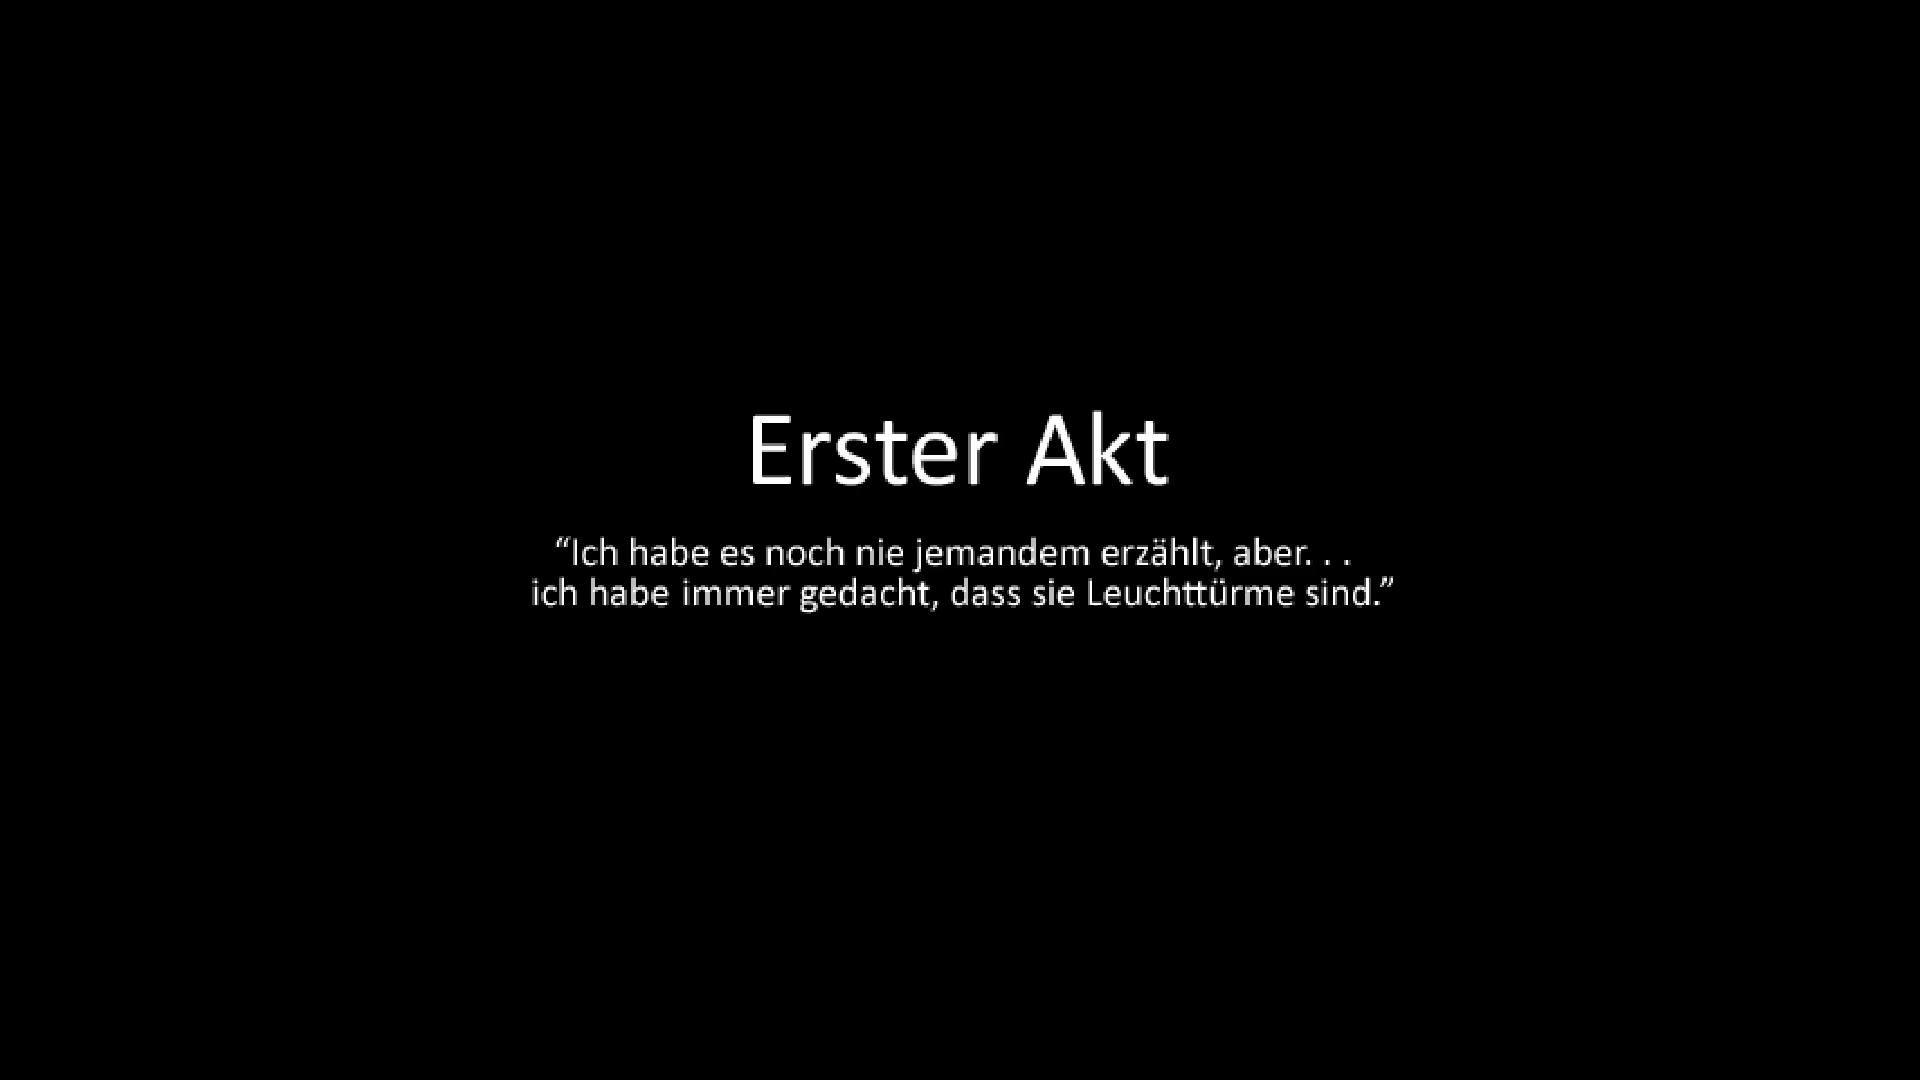 Erster Akt
“Ich habe es noch nie jemandem erzählt, aber. . .
ich habe immer gedacht, dass sie Leuchttürme sind.”